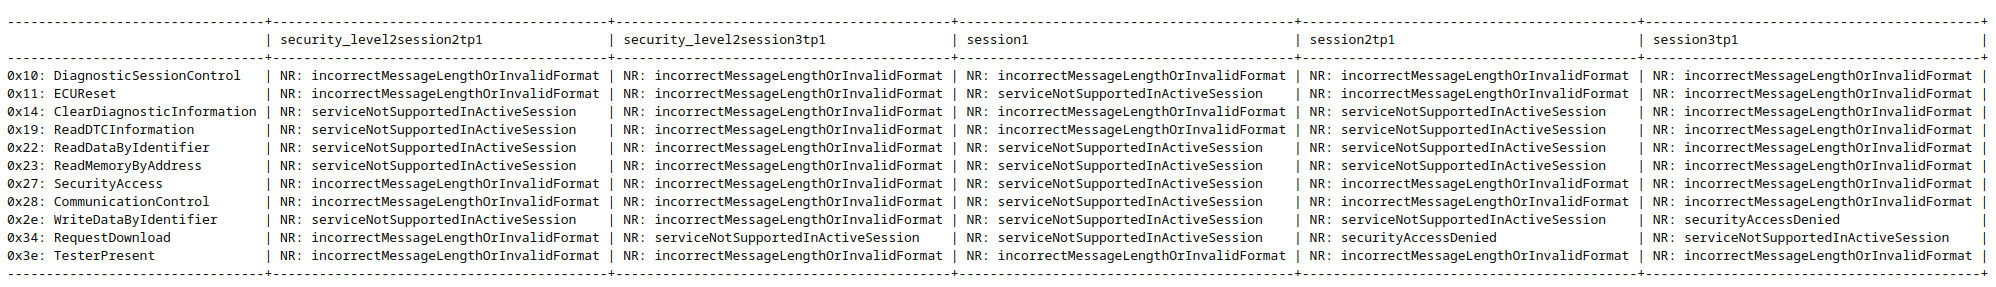 ---------------------------------+-------------------------------------------+-------------------------------------------+-------------------------------------------+-------------------------------------------+-------------------------------------------+
| security_level2session2tp1 | security_level2session3tp1 | session1 | session2tp1 | session3tp1 |
---------------------------------+-------------------------------------------+-------------------------------------------+-------------------------------------------+-------------------------------------------+-------------------------------------------+
0x10: DiagnosticSessionControl | NR: incorrectMessageLengthOrInvalidFormat | NR: incorrectMessageLengthOrInvalidFormat | NR: incorrectMessageLengthOrInvalidFormat | NR: incorrectMessageLengthOrInvalidFormat | NR: incorrectMessageLengthOrInvalidFormat |
0x11: ECUReset | NR: incorrectMessageLengthOrInvalidFormat | NR: incorrectMessageLengthOrInvalidFormat | NR: serviceNotSupportedInActiveSession | NR: incorrectMessageLengthOrInvalidFormat | NR: incorrectMessageLengthOrInvalidFormat |
0x14: ClearDiagnosticInformation | NR: serviceNotSupportedInActiveSession | NR: incorrectMessageLengthOrInvalidFormat | NR: incorrectMessageLengthOrInvalidFormat | NR: serviceNotSupportedInActiveSession | NR: incorrectMessageLengthOrInvalidFormat |
0x19: ReadDTCInformation | NR: serviceNotSupportedInActiveSession | NR: incorrectMessageLengthOrInvalidFormat | NR: incorrectMessageLengthOrInvalidFormat | NR: serviceNotSupportedInActiveSession | NR: incorrectMessageLengthOrInvalidFormat |
0x22: ReadDataByIdentifier | NR: serviceNotSupportedInActiveSession | NR: incorrectMessageLengthOrInvalidFormat | NR: serviceNotSupportedInActiveSession | NR: serviceNotSupportedInActiveSession | NR: incorrectMessageLengthOrInvalidFormat |
0x23: ReadMemoryByAddress | NR: serviceNotSupportedInActiveSession | NR: incorrectMessageLengthOrInvalidFormat | NR: serviceNotSupportedInActiveSession | NR: serviceNotSupportedInActiveSession | NR: incorrectMessageLengthOrInvalidFormat |
0x27: SecurityAccess | NR: incorrectMessageLengthOrInvalidFormat | NR: incorrectMessageLengthOrInvalidFormat | NR: serviceNotSupportedInActiveSession | NR: incorrectMessageLengthOrInvalidFormat | NR: incorrectMessageLengthOrInvalidFormat |
0x28: CommunicationControl | NR: incorrectMessageLengthOrInvalidFormat | NR: incorrectMessageLengthOrInvalidFormat | NR: serviceNotSupportedInActiveSession | NR: incorrectMessageLengthOrInvalidFormat | NR: incorrectMessageLengthOrInvalidFormat |
0x2e: WriteDataByIdentifier | NR: serviceNotSupportedInActiveSession | NR: incorrectMessageLengthOrInvalidFormat | NR: serviceNotSupportedInActiveSession | NR: serviceNotSupportedInActiveSession | NR: securityAccessDenied |
0x34: RequestDownload | NR: incorrectMessageLengthOrInvalidFormat | NR: serviceNotSupportedInActiveSession | NR: serviceNotSupportedInActiveSession | NR: securityAccessDenied | NR: serviceNotSupportedInActiveSession |
0x3e: TesterPresent | NR: incorrectMessageLengthOrInvalidFormat | NR: incorrectMessageLengthOrInvalidFormat | NR: incorrectMessageLengthOrInvalidFormat | NR: incorrectMessageLengthOrInvalidFormat | NR: incorrectMessageLengthOrInvalidFormat |
---------------------------------+-------------------------------------------+-------------------------------------------+-------------------------------------------+-------------------------------------------+-------------------------------------------+